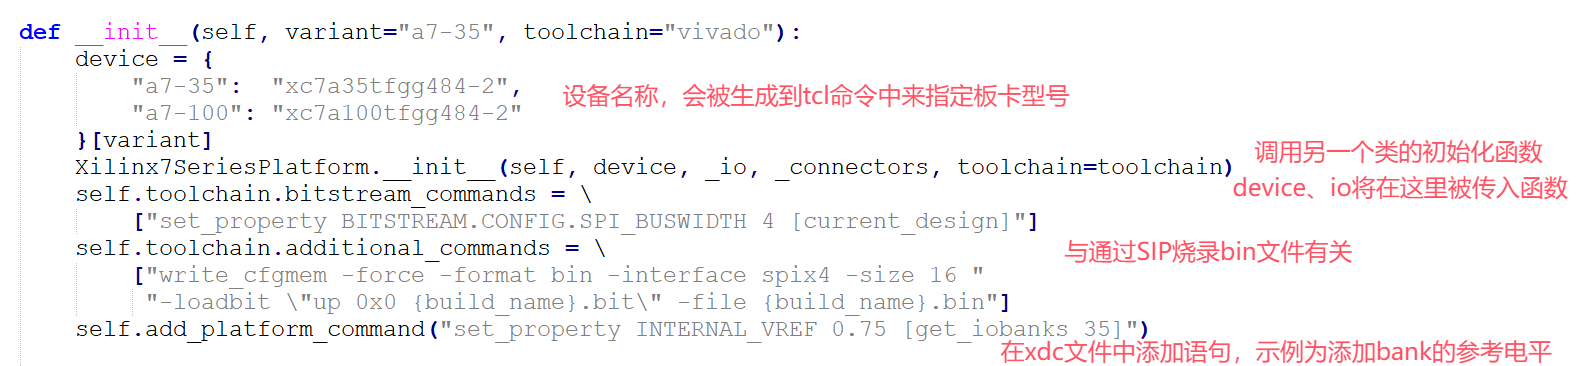 def __init__(self, variant="a7-35", toolchain="vivado"):
device = {
"a7-35":  "xc7a35tfgg484-2",
"a7-100": "xc7a100tfgg484-2"
设备名称，会被生成到tcl命令中来指定板卡型号
}[variant]
Xilinx7SeriesPlatform.__init__(self, device, _io, _connectors, toolchain=toolchain)
调用另一个类的初始化函数
device、io将在这里被传入函数
self.toolchain.bitstream_commands = \
["set_property BITSTREAM.CONFIG.SPI_BUSWIDTH 4 [current_design]"]
self.toolchain.additional_commands = \
与通过SIP烧录bin文件有关
["write_cfgmem -force -format bin -interface spix4 -size 16 "
"-loadbit \"up 0x0 {build_name}.bit\" -file {build_name}.bin"]
self.add_platform_command("set_property INTERNAL_VREF 0.75 [get_iobanks 35]")
在xdc文件中添加语句，示例为添加bank的参考电平